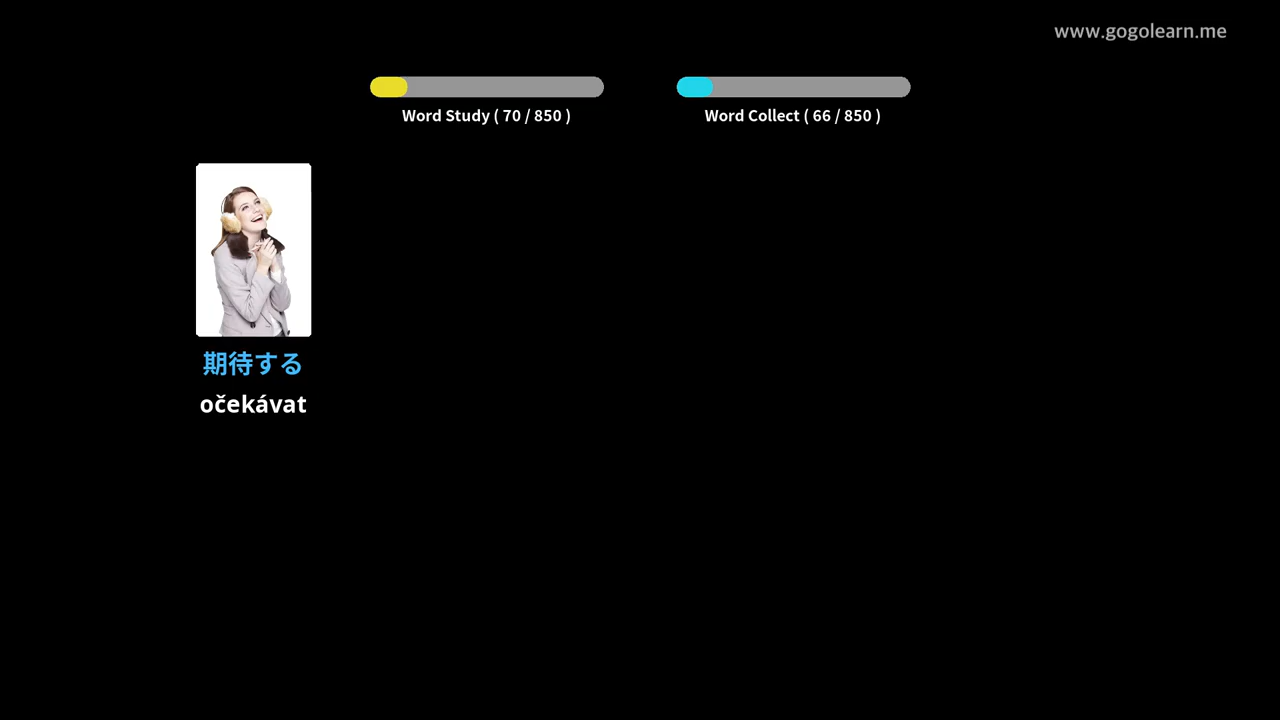 www.gogolearn.me
Word Study ( 70 / 850 )
Word Collect ( 66 / 850 )
期待する
očekávat